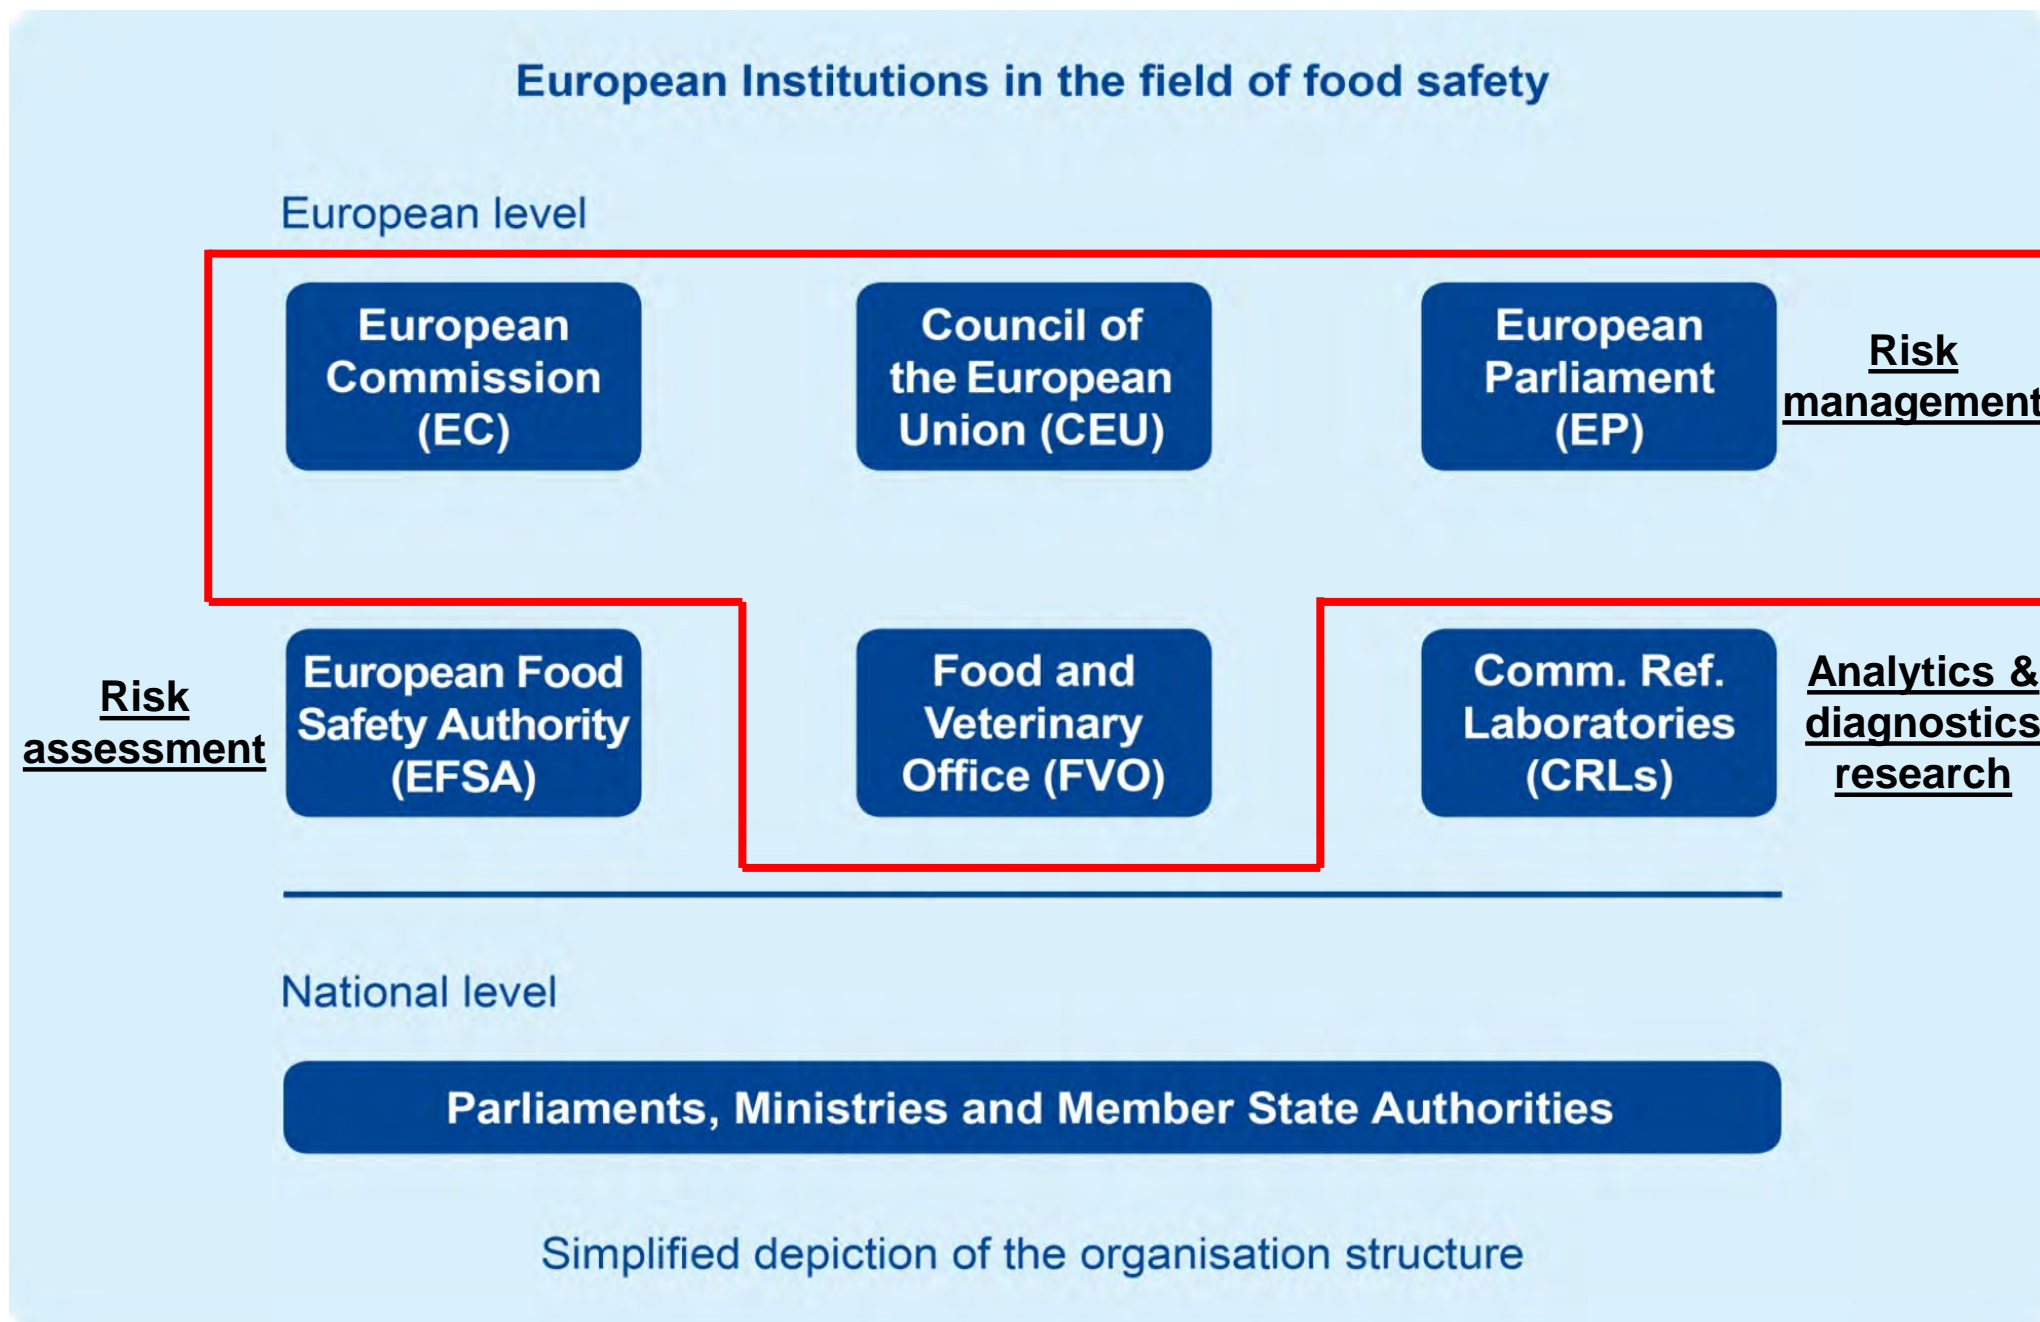 European Institutions in the field of food safety
European level
European
Commission
(EC)
Council of
the European
Union (CEU)
European
Parliament
(EP)
Risk
management
Risk
assessment
European Food
Safety Authority
(EFSA)
Food and
Veterinary
Office (FVO)
Comm. Ref.
Laboratories
(CRLs)
Analytics &
diagnostics
research
National level
Parliaments, Ministries and Member State Authorities
Simplified depiction of the organisation structure